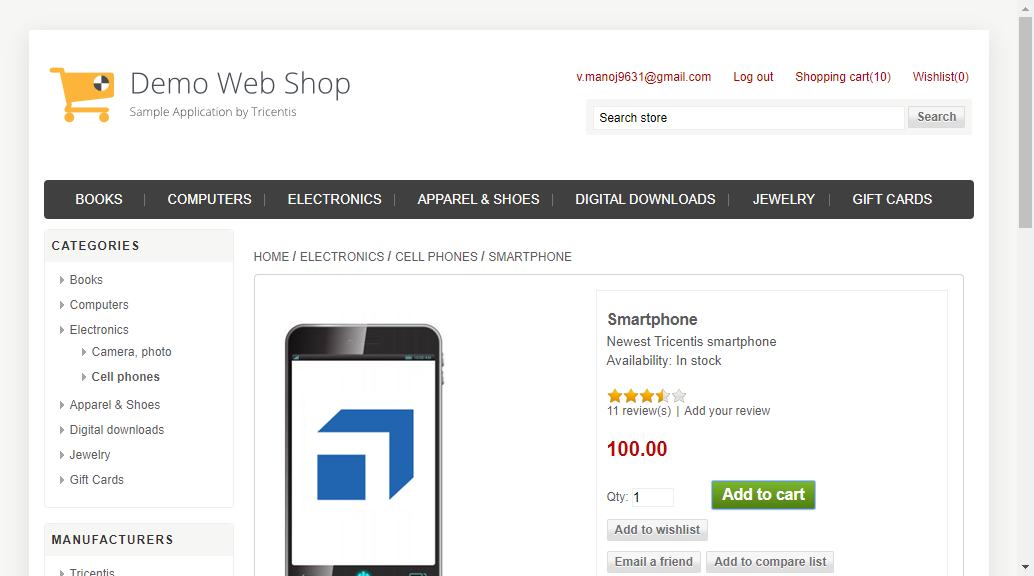 Demo Web Shop
Sample Application by Tricentis
v.manoj9631@gmail.com Log out Shopping cart(10) Wishlist(0)
Search store Search
BOOKS COMPUTERS ELECTRONICS APPAREL & SHOES DIGITAL DOWNLOADS JEWELRY GIFT CARDS
CATEGORIES
Books
Computers
Electronics
Camera, photo
Cell phones
Apparel & Shoes
Digital downloads
Jewelry
Gift Cards
MANUFACTURERS
Tricentis
HOME / ELECTRONICS / CELL PHONES / SMARTPHONE
Smartphone
Newest Tricentis smartphone
Availability: In stock
11 review(s) | Add your review
100.00
Qty: 1 Add to cart
Add to wishlist
Email a friend Add to compare list